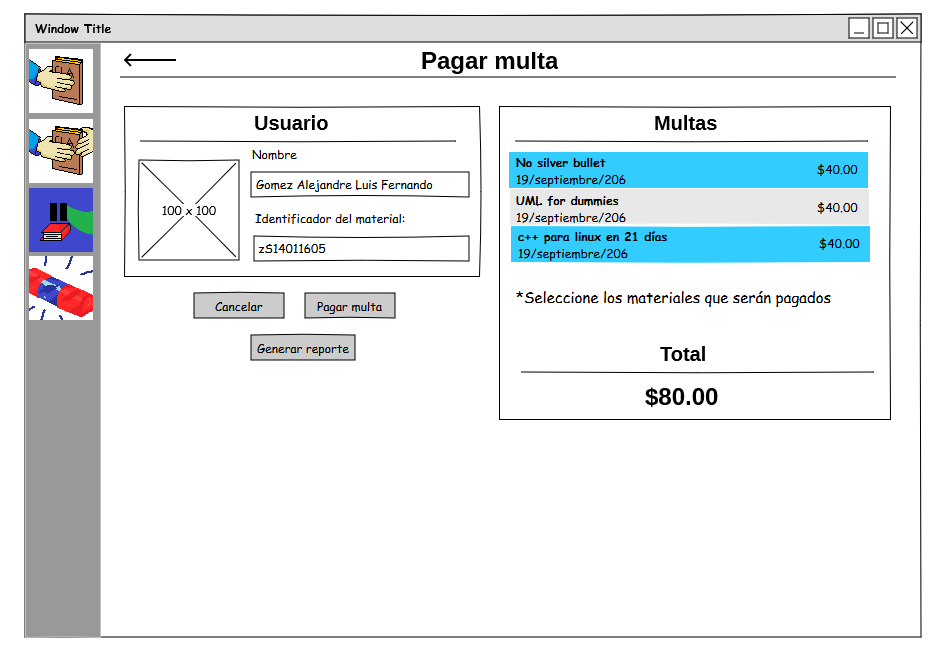 Window Title
Pagar multa
Usuario
Nombre
100 x 100
Gomez Alejandre Luis Fernando
Identificador del material:
zS14011605
Cancelar
Pagar multa
Generar reporte
Multas
No silver bullet
19/septiembre/206
$40.00
UML for dummies
19/septiembre/206
$40.00
c++ para linux en 21 días
19/septiembre/206
$40.00
*Seleccione los materiales que serán pagados
Total
$80.00